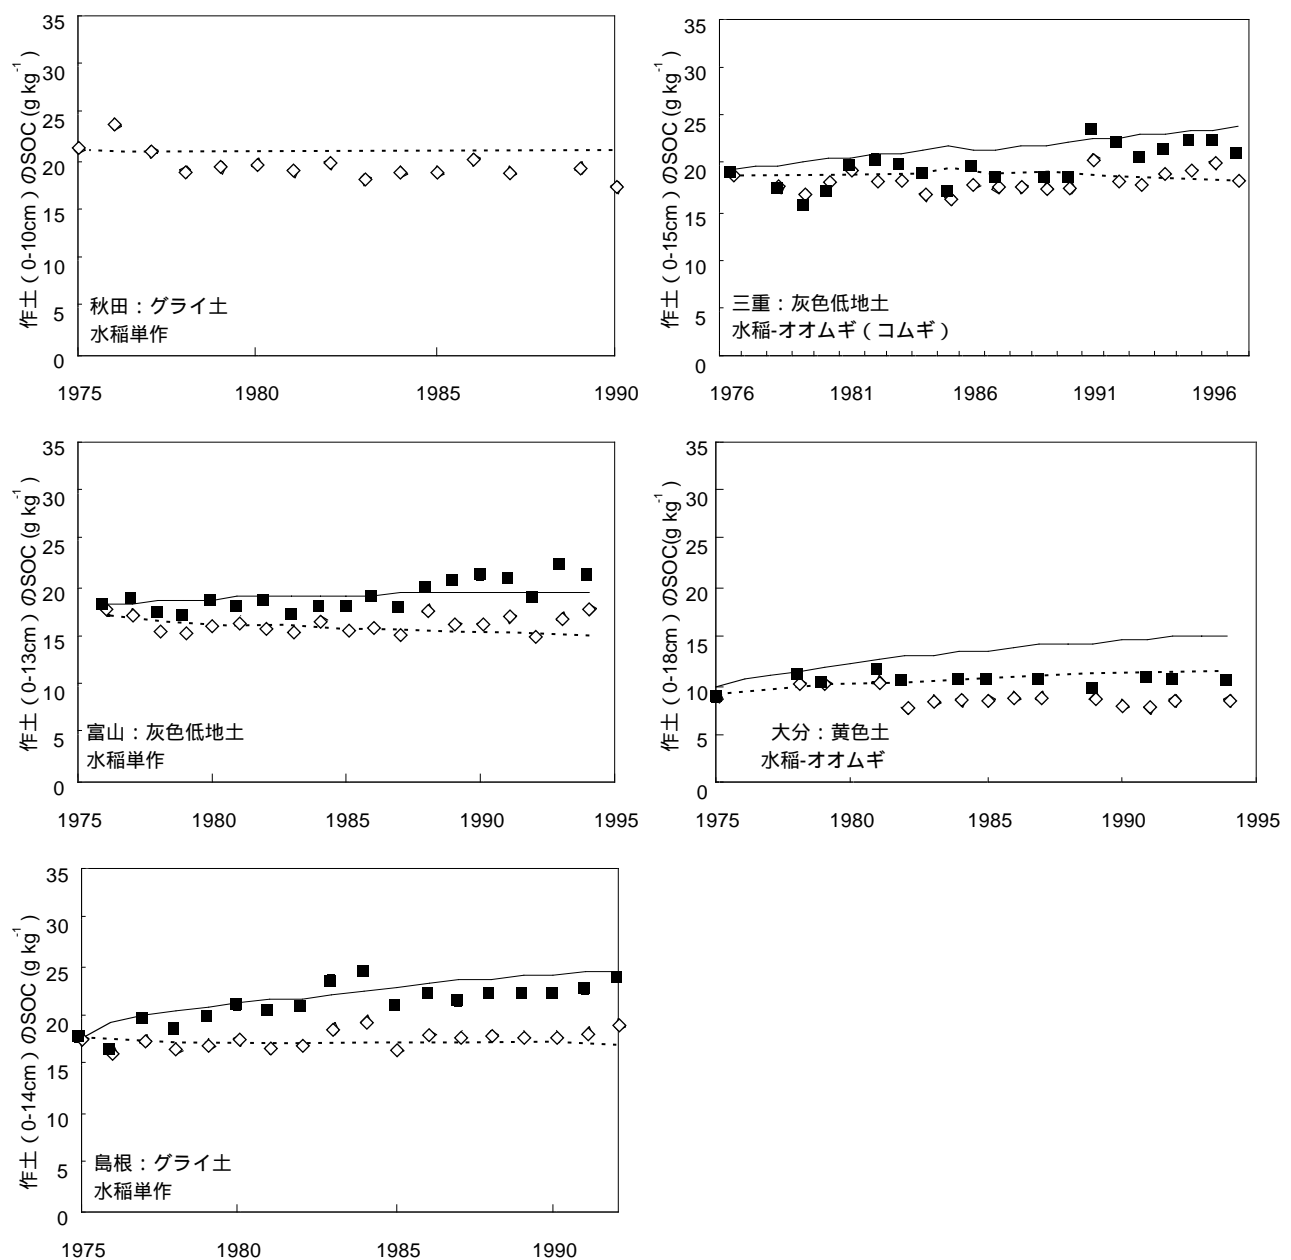 作土（0-10cm）のSOC (g kg-1)
35
30
25
20
15
10
5
0
秋田：グライ土
水稲単作
1975 1980 1985 1990
作土（0-15cm）のSOC (g kg-1)
35
30
25
20
15
10
5
0
三重：灰色低地土
水稲-オオムギ（コムギ）
1976 1981 1986 1991 1996
作土（0-13cm）のSOC (g kg-1)
35
30
25
20
15
10
5
0
富山：灰色低地土
水稲単作
1975 1980 1985 1990 1995
作土（0-18cm）のSOC(g kg-1)
35
30
25
20
15
10
5
0
大分：黄色土
水稲-オオムギ
1975 1980 1985 1990 1995
作土（0-14cm）のSOC (g kg-1)
35
30
25
20
15
10
5
0
島根：グライ土
水稲単作
1975 1980 1985 1990